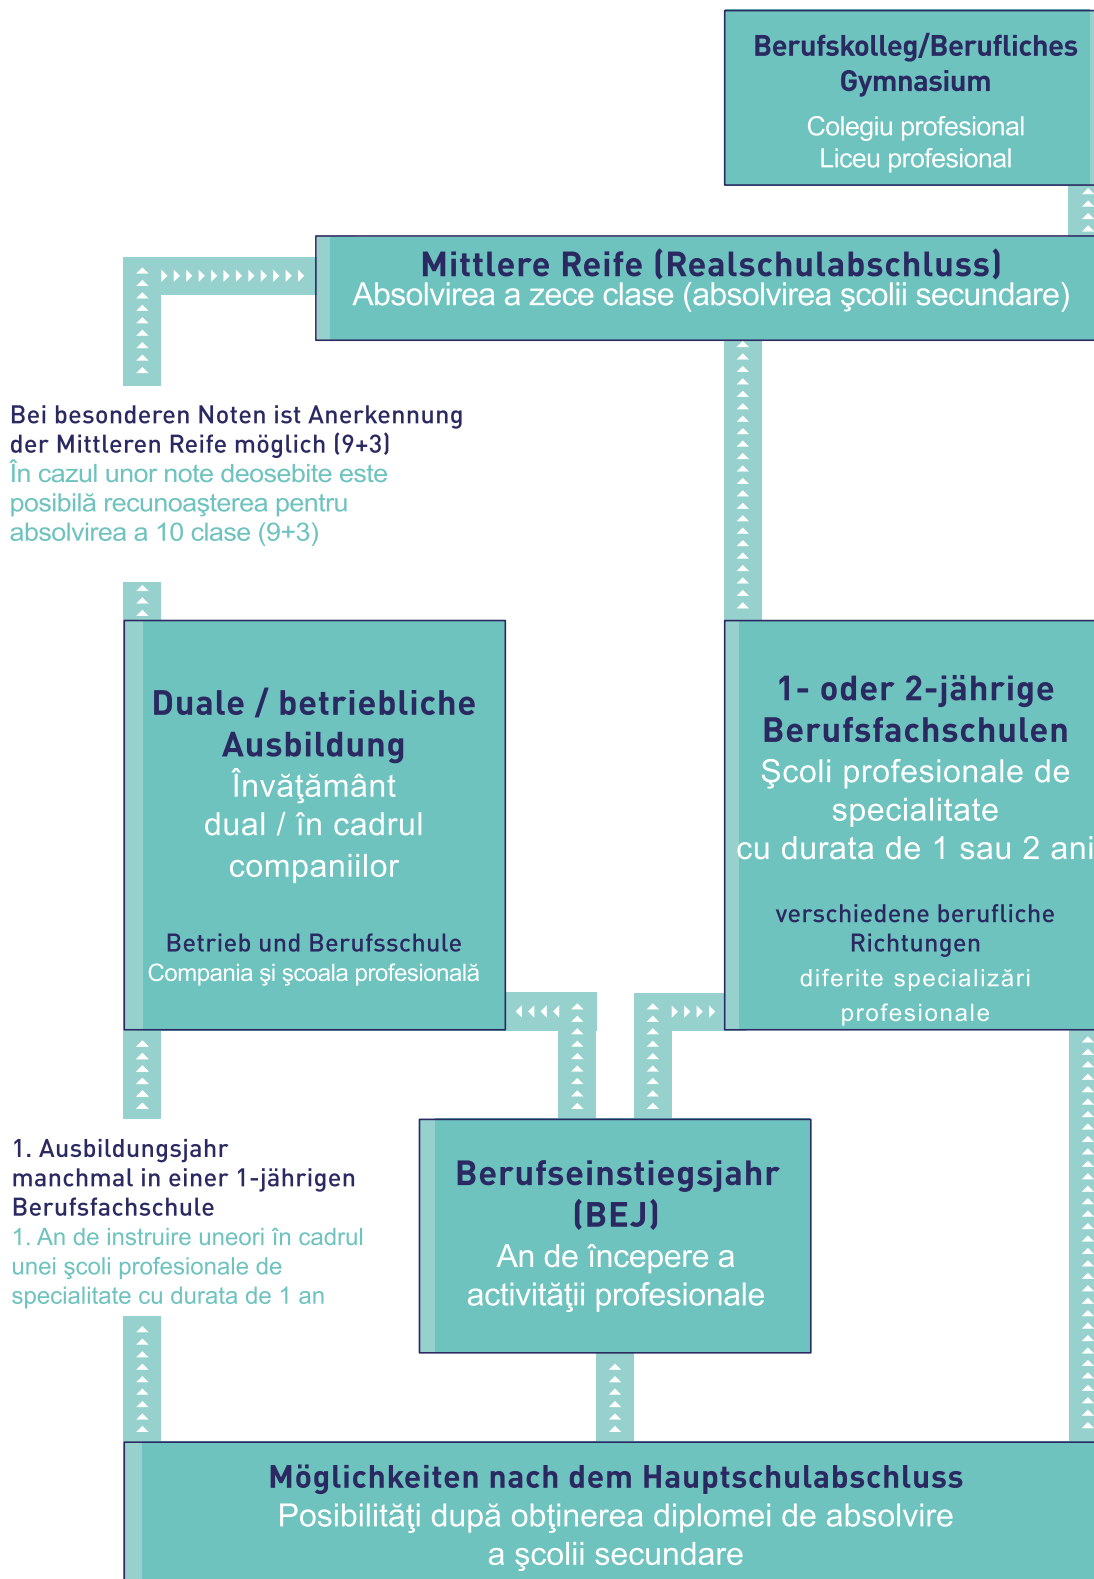 Berufskolleg/Berufliches
Gymnasium
Colegiu profesional
Liceu profesional
Mittlere Reife (Realschulabschluss)
Absolvirea a zece clase (absolvirea şcolii secundare)
Bei besonderen Noten ist Anerkennung
der Mittleren Reife möglich (9+3)
În cazul unor note deosebite este
posibilă recunoaşterea pentru
absolvirea a 10 clase (9+3)
Duale / betriebliche
Ausbildung
Învăţământ
dual / în cadrul
companiilor
Betrieb und Berufsschule
Compania şi şcoala profesională
1- oder 2-jährige
Berufsfachschulen
Şcoli profesionale de
specialitate
cu durata de 1 sau 2 ani
verschiedene berufliche
Richtungen
diferite specializări
profesionale
1. Ausbildungsjahr
manchmal in einer 1-jährigen
Berufsfachschule
1. An de instruire uneori în cadrul
unei şcoli profesionale de
specialitate cu durata de 1 an
Berufseinstiegsjahr
(BEJ)
An de începere a
activităţii profesionale
Möglichkeiten nach dem Hauptschulabschluss
Posibilităţi după obţinerea diplomei de absolvire
a şcolii secundare